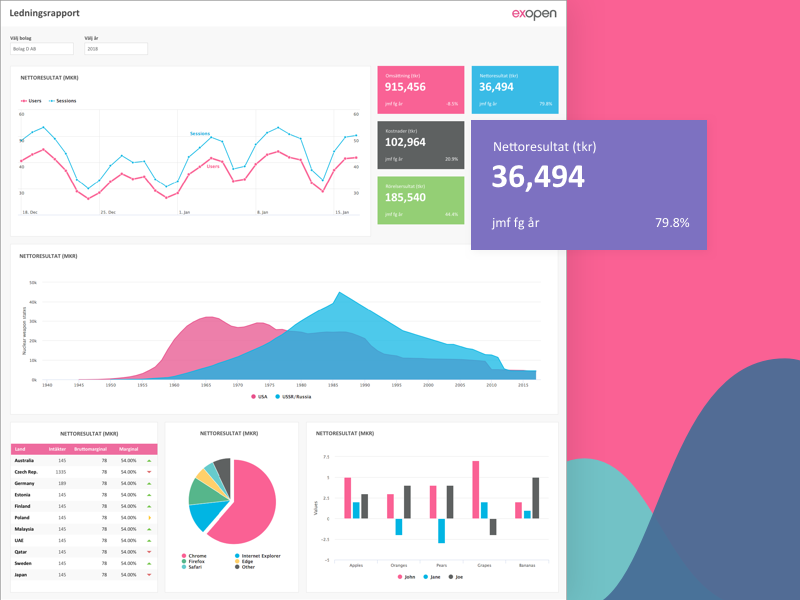 Ledningsrapport
exopen
Välj bolag
Välj år
Bolag D AB
2018
NETTORESULTAT (MKR)
Users
Sessions
60
60
50
50
40
40
30
30
Sessions
Users
18. Dec
25. Dec
1. Jan
8. Jan
15. Jan
Omsättning (tkr)
915,456
jmf fg år
-8.5%
Nettoresultat (tkr)
36,494
jmf fg år
79.8%
Kostnader (tkr)
102,964
jmf fg år
20.9%
185,540
jmf fg år
Nettoresultat (tkr)
36,494
jmf fg år
79.8%
NETTORESULTAT (MKR)
Nuclear weapon states
50k
40k
30k
20k
10k
0k
1940 1945 1950 1955 1960 1965 1970 1975 1980 1985 1990 1995 2000 2005 2010 2015
USA
USSR/Russia
NETTORESULTAT (MKR)
Land Intäkter Bruttomarginal Marginal
Australia 145 78 54.00%
Czech Rep. 1335 78 54.00%
Germany 189 78 54.00%
Estonia 145 78 54.00%
Finland 145 78 54.00%
Poland 145 78 54.00%
Malaysia 145 78 54.00%
UAE 145 78 54.00%
Qatar 145 78 54.00%
Sweden 145 78 54.00%
Japan 145 78 54.00%
NETTORESULTAT (MKR)
Chrome
Internet Explorer
Firefox
Edge
Safari
Other
NETTORESULTAT (MKR)
Values
7.5
5
2.5
0
-2.5
-5
Apples Oranges Pears Grapes Bananas
John
Jane
Joe